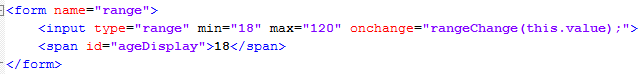 <form name="range">
<input type="range" min="18" max="120" onchange="rangeChange(this.value);">
<span id="ageDisplay">18</span>
</form>